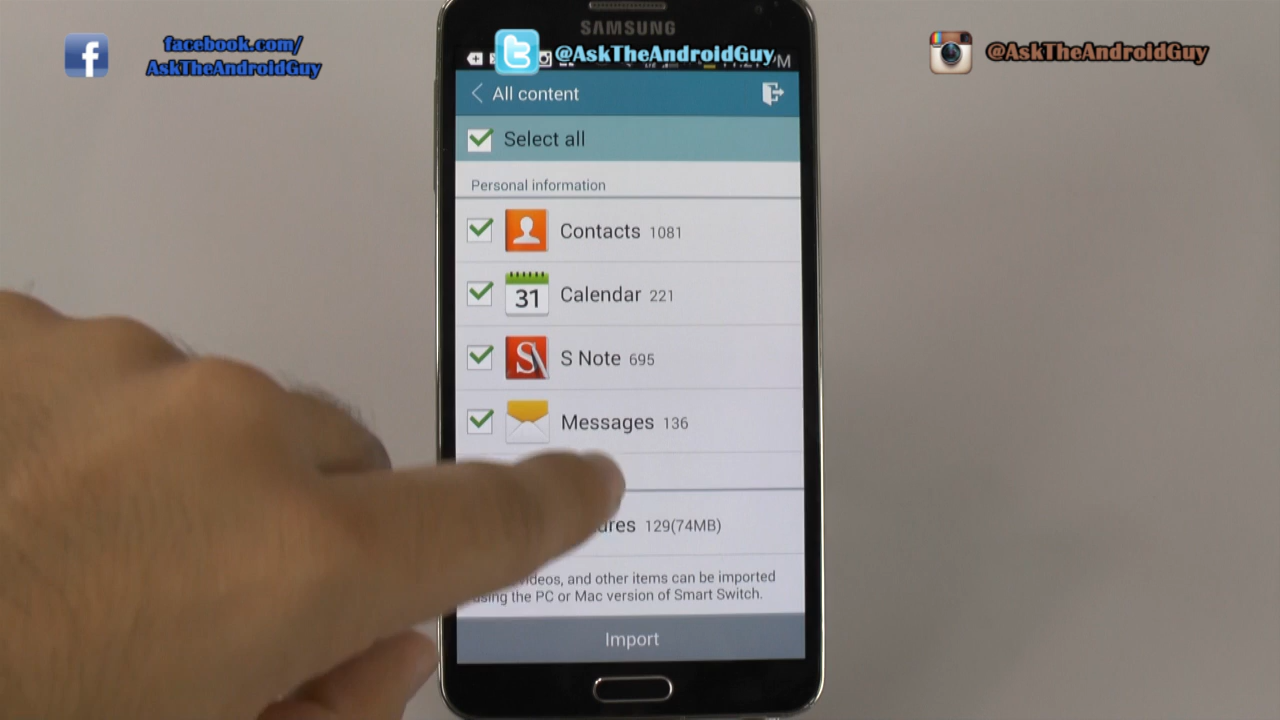 SAMSUNG
facebook.com/
AskTheAndroidGuy
@AskTheAndroidGuy
@AskTheAndroidGuy
All content
Select all
Personal information
Contacts 1081
Calendar 221
31
S Note 695
S
Messages 136
129(74MB)
videos, and other items can be imported
using the PC or Mac version of Smart Switch.
Import